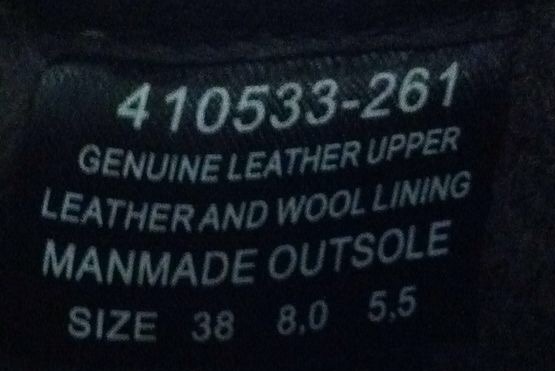 410533-261
GENUINE LEATHER UPPER
LEATHER AND WOOL LINING
MANMADE OUTSOLE
SIZE 38 8,0 5,5